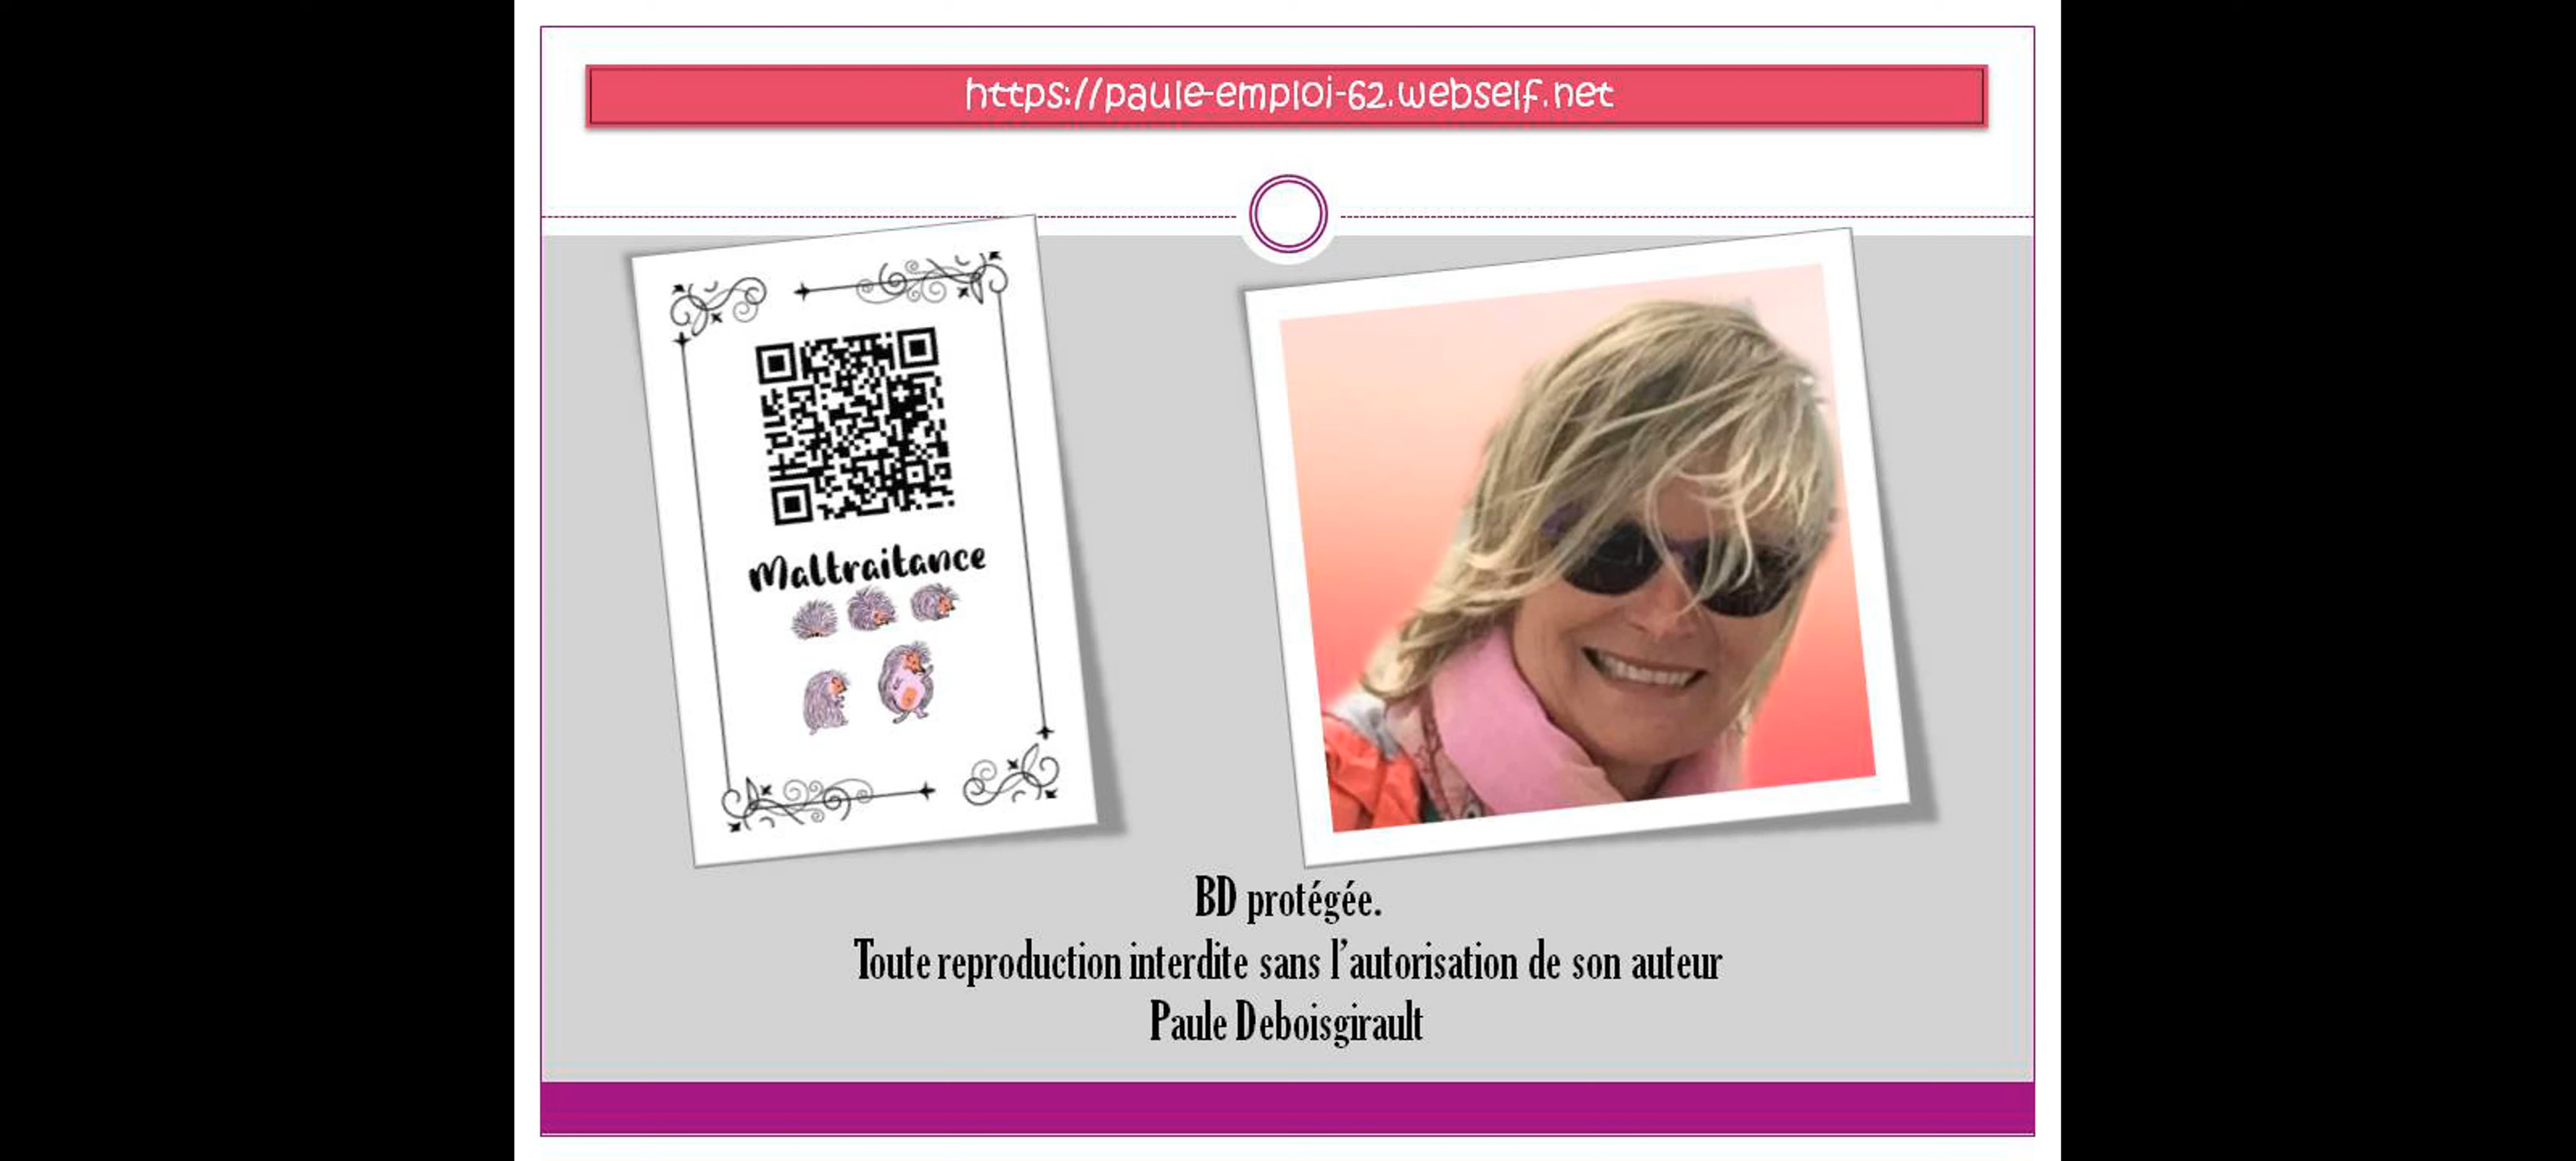 https://paule-emploi-62.webself.net
Maltraitance
BD protégée.
Toute reproduction interdite sans l'autorisation de son auteur
Paule Deboisgirault